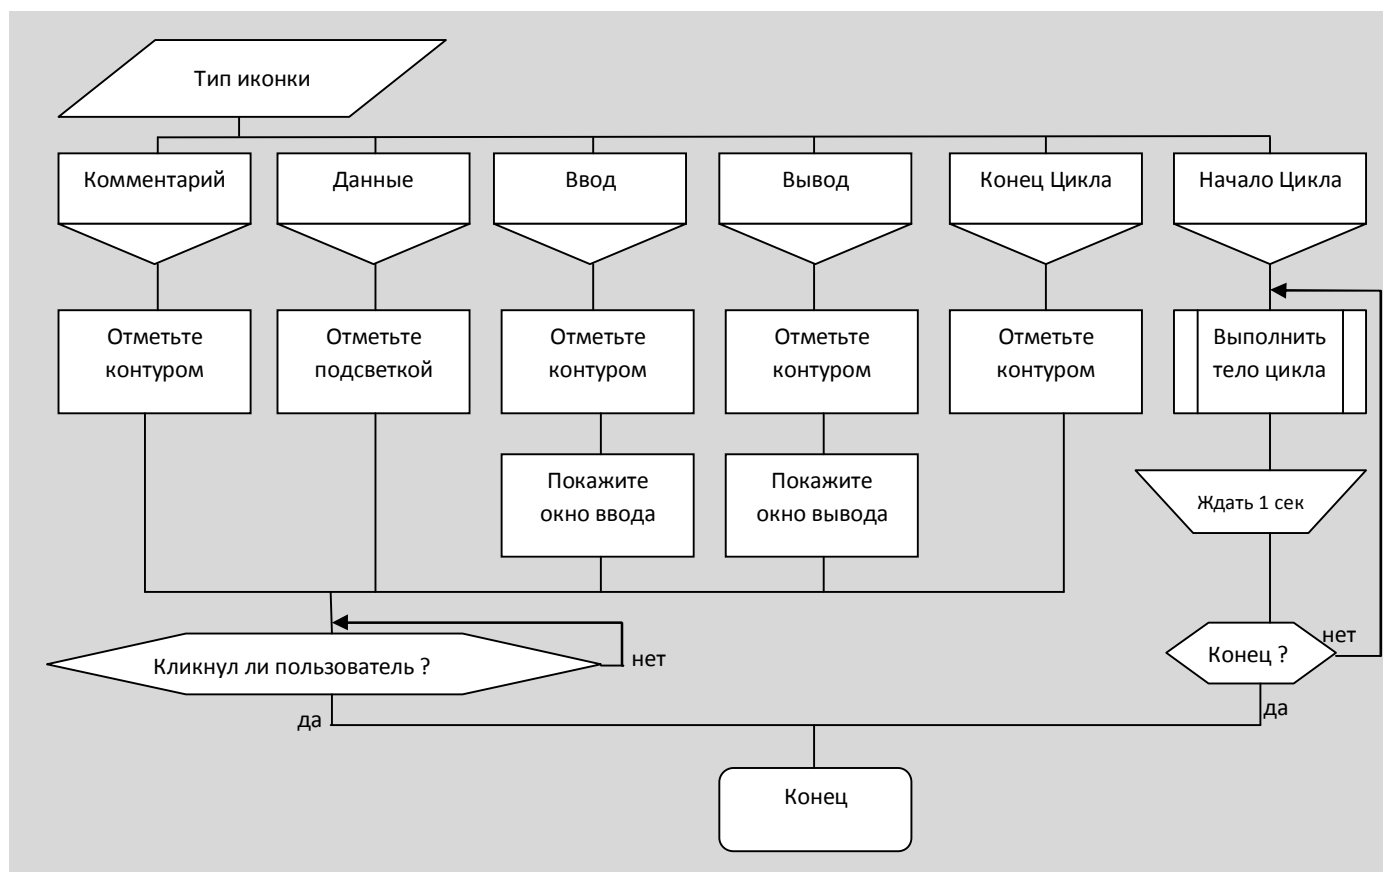 Тип иконки
Комментарий
Данные
Ввод
Вывод
Конец Цикла
Начало Цикла
Отметьте
контуром
Отметьте
подсветкой
Отметьте
контуром
Отметьте
контуром
Отметьте
контуром
Выполнить
тело цикла
Покажите
окно ввода
Покажите
окно вывода
Ждать 1 сек
Кликнул ли пользователь ?
нет
Конец ?
нет
да
да
Конец